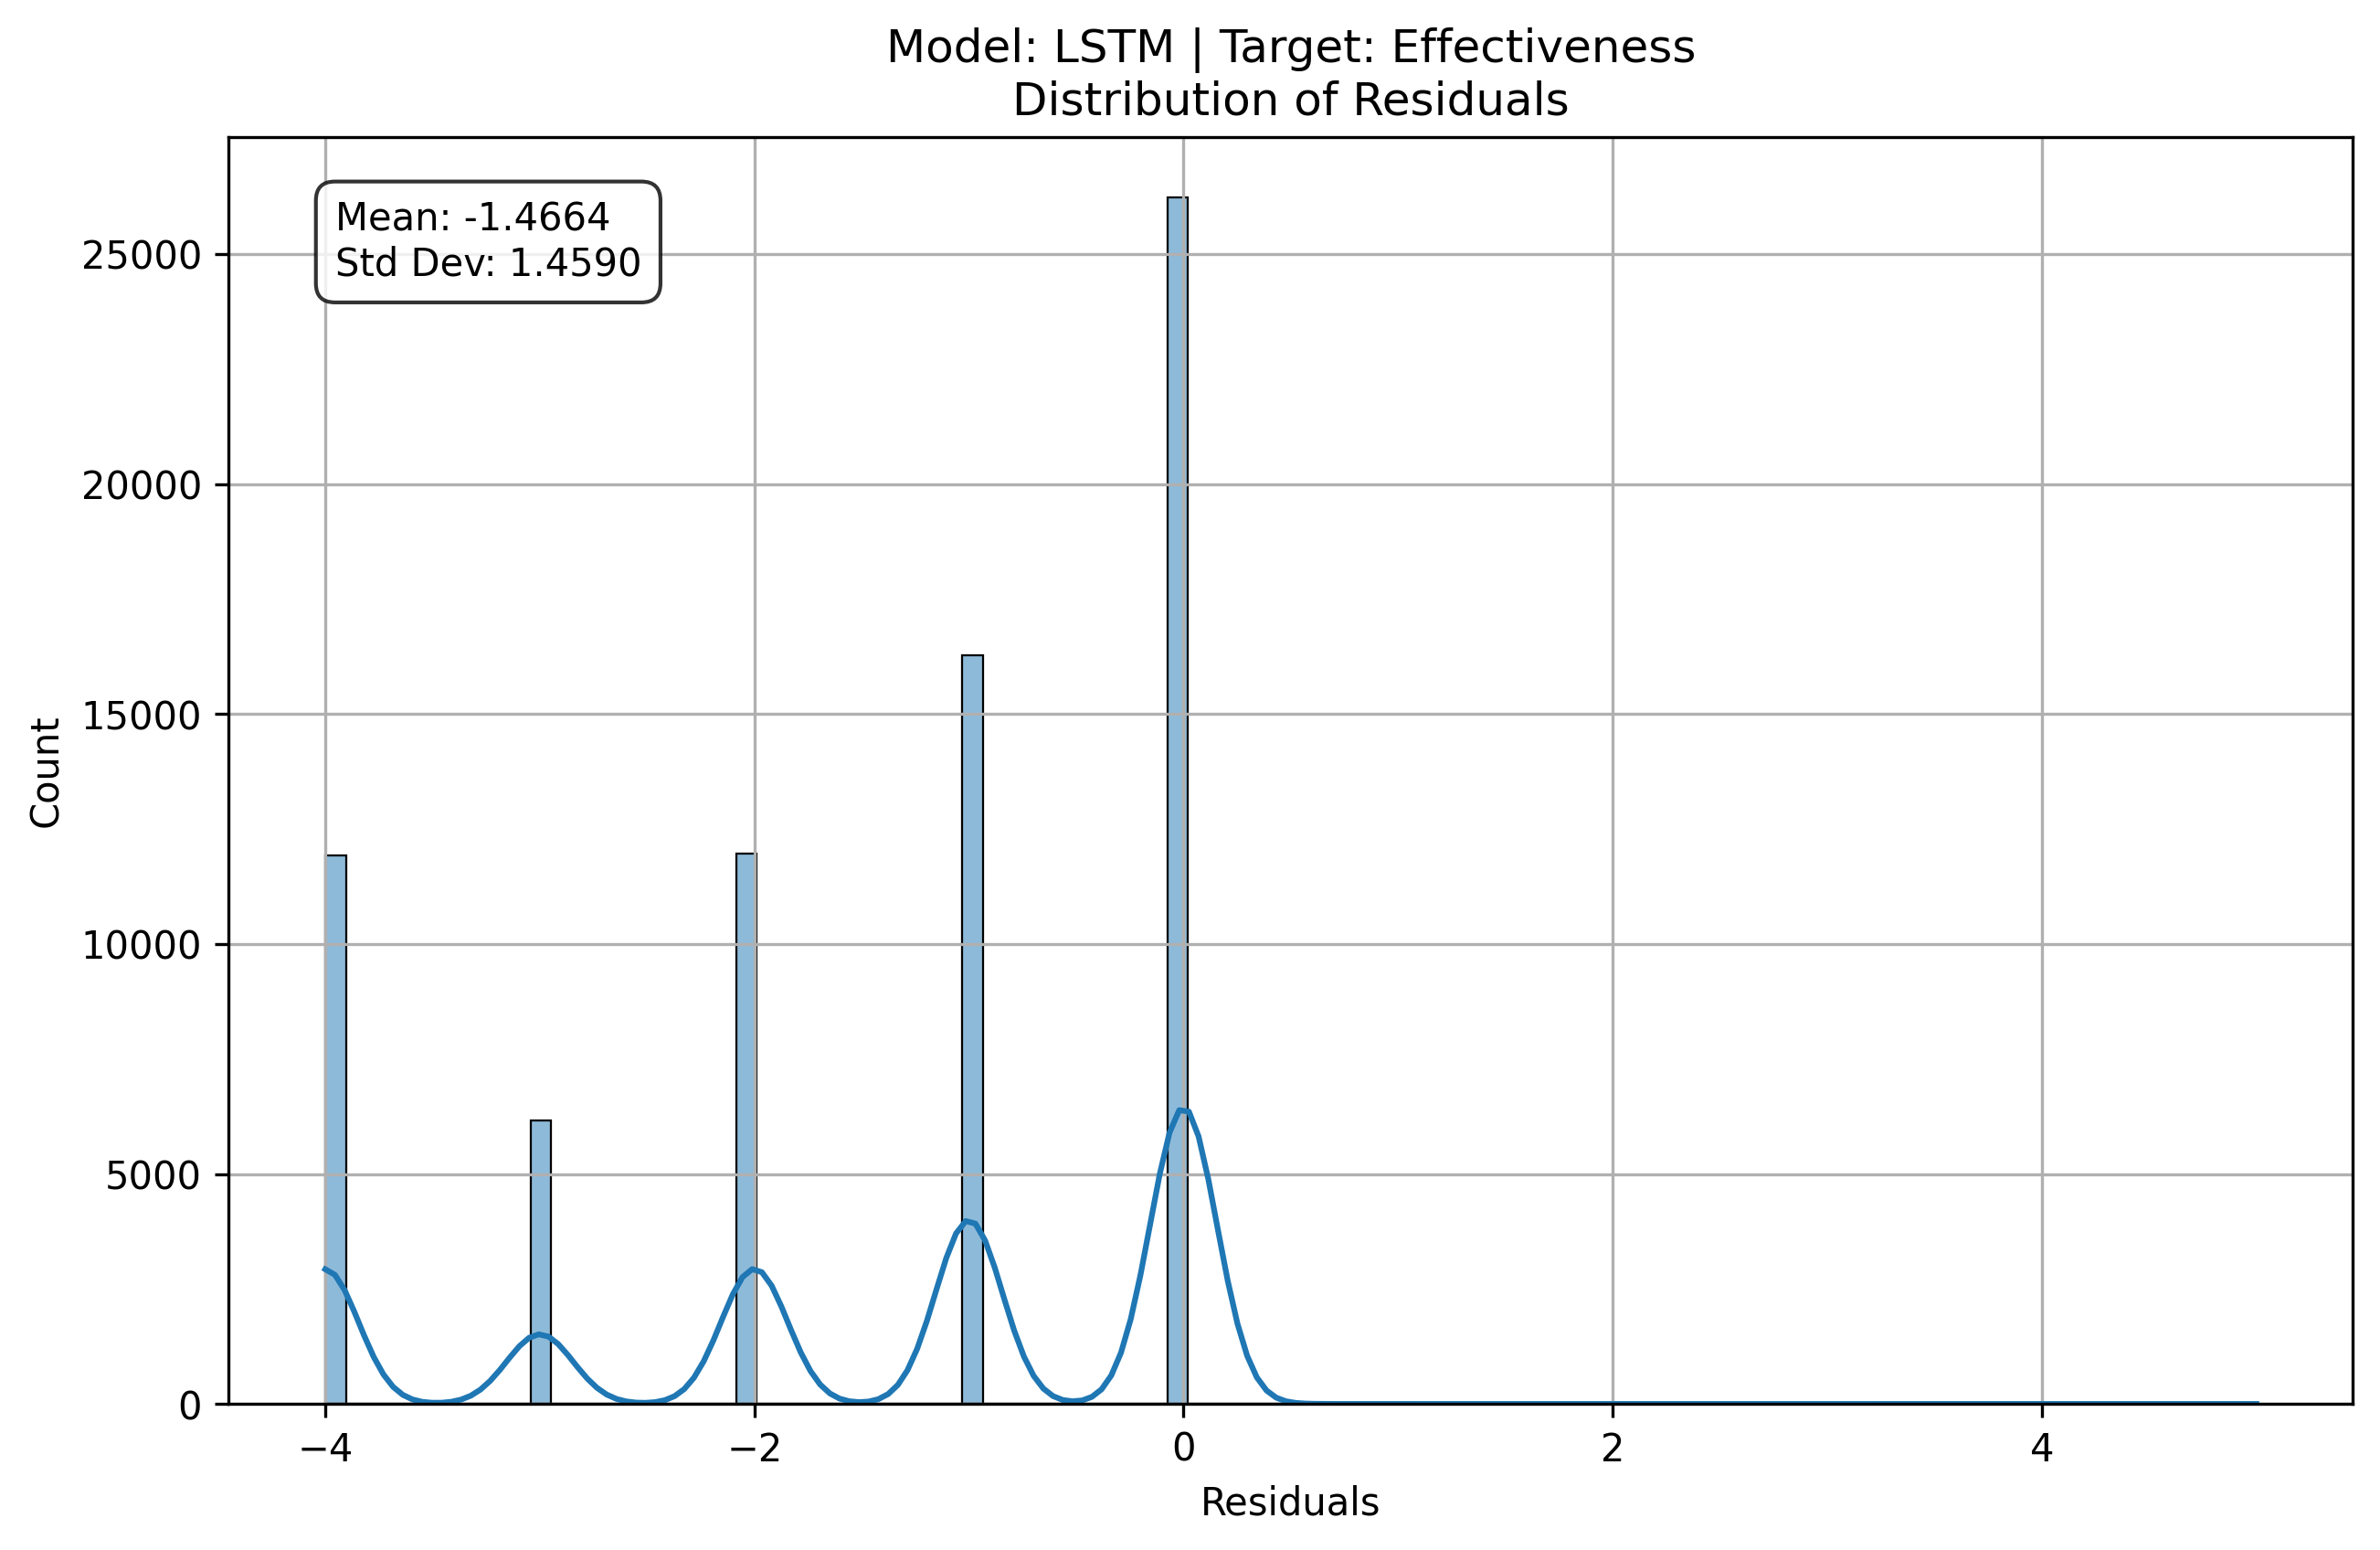 Model: LSTM | Target: Effectiveness
Distribution of Residuals
Mean: -1.4664
Std Dev: 1.4590
25000
20000
15000
10000
5000
0
Count
−4
−2
0
2
4
Residuals